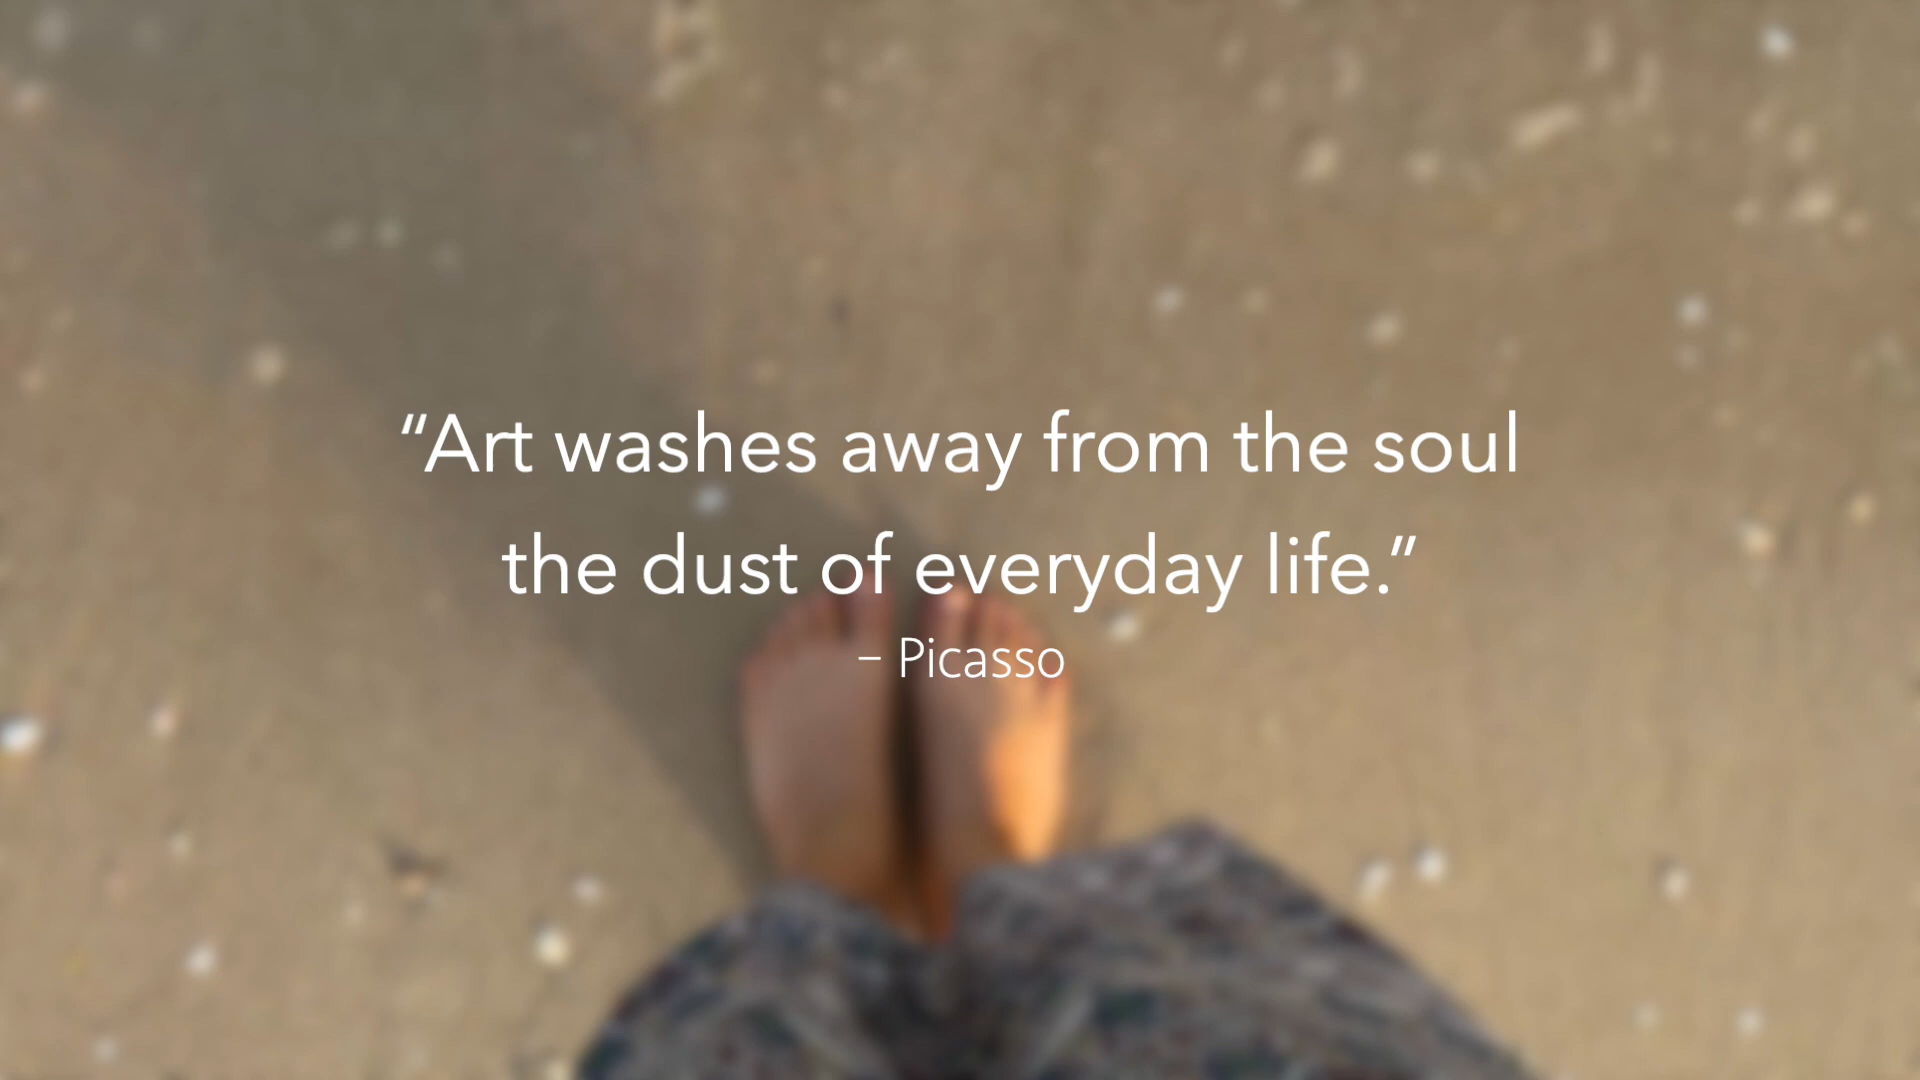 “Art washes away from the soul
the dust of everyday life.”
– Picasso